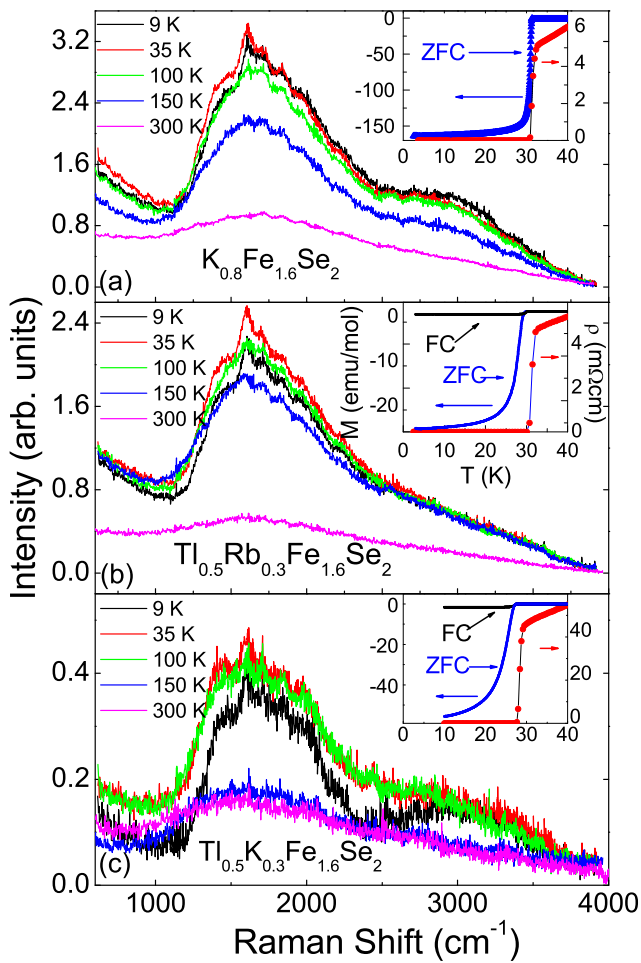 3.2
2.4
1.6
0.8
0.0
9 K
35 K
100 K
150 K
300 K
(a)
K0.8Fe1.6Se2
0
-50
-100
-150
ZFC
6
4
2
0
0 10 20 30 40
2.4
1.6
0.8
0.0
9 K
35 K
100 K
150 K
300 K
(b)
Tl0.5Rb0.3Fe1.6Se2
M (emu/mol)
0
-10
-20
FC
ZFC
4
2
0
ρ (mΩcm)
0 10 20 30 40
T (K)
Intensity (arb. units)
0.4
0.2
0.0
9 K
35 K
100 K
150 K
300 K
(c)
Tl0.5K0.3Fe1.6Se2
0
-20
-40
FC
ZFC
40
20
0
0 10 20 30 40
1000 2000 3000 4000
Raman Shift (cm-1)